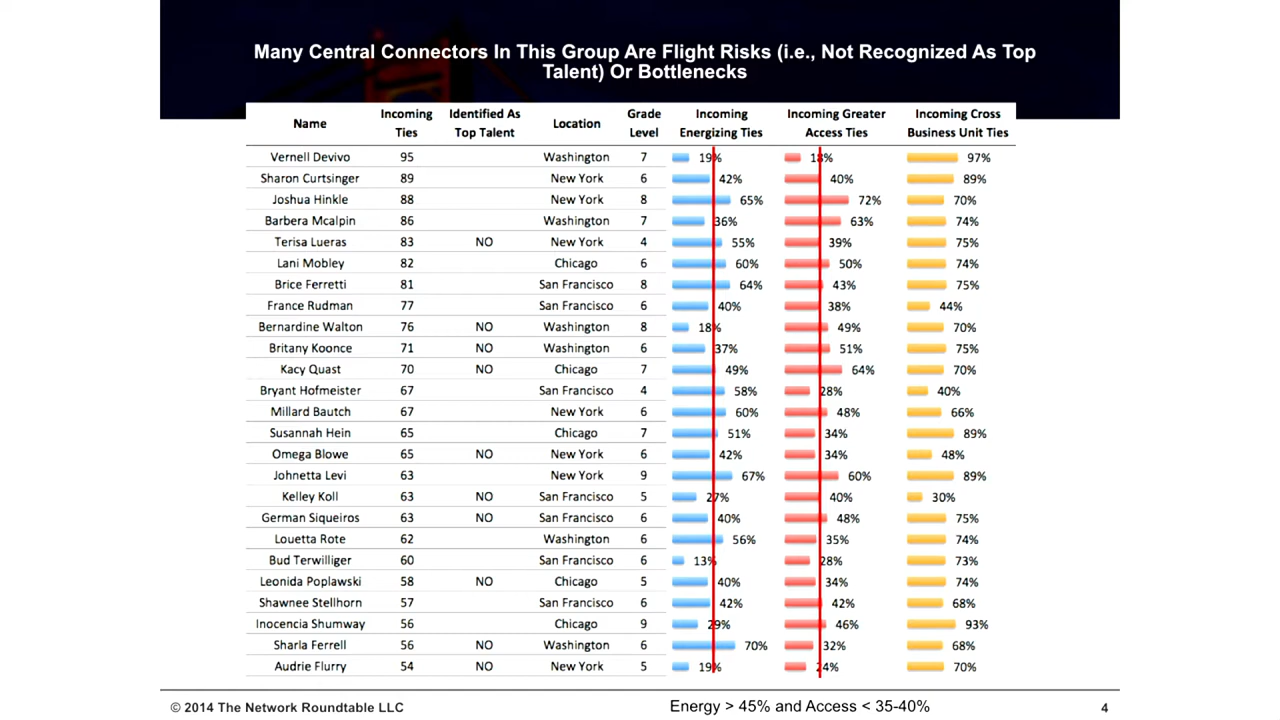 Many Central Connectors In This Group Are Flight Risks (i.e., Not Recognized As Top
Talent) Or Bottlenecks
Name Incoming Ties Identified As Top Talent Location Grade Level Incoming Energizing Ties Incoming Greater Access Ties Incoming Cross Business Unit Ties
Vernell Devivo 95 Washington 7 19% 18% 97%
Sharon Curtsinger 89 New York 6 42% 40% 89%
Joshua Hinkle 88 New York 8 65% 72% 70%
Barbera Mcalpin 86 Washington 7 36% 63% 74%
Terisa Lueras 83 NO New York 4 55% 39% 75%
Lani Mobley 82 Chicago 6 60% 50% 74%
Brice Ferretti 81 San Francisco 8 64% 43% 75%
France Rudman 77 San Francisco 6 40% 38% 44%
Bernardine Walton 76 NO Washington 8 18% 49% 70%
Britany Koonce 71 NO Washington 6 37% 51% 75%
Kacy Quast 70 NO Chicago 7 49% 64% 70%
Bryant Hofmeister 67 San Francisco 4 58% 28% 40%
Millard Bautch 67 New York 6 60% 48% 66%
Susannah Hein 65 Chicago 7 51% 34% 89%
Omega Blowe 65 NO New York 6 42% 34% 48%
Johnetta Levi 63 New York 9 67% 60% 89%
Kelley Koll 63 NO San Francisco 5 27% 40% 30%
German Siqueiros 63 NO San Francisco 6 40% 48% 75%
Louetta Rote 62 Washington 6 56% 35% 74%
Bud Terwilliger 60 San Francisco 6 13% 28% 73%
Leonida Poplawski 58 NO Chicago 5 40% 34% 74%
Shawnee Stellhorn 57 San Francisco 6 42% 42% 68%
Inocencia Shumway 56 Chicago 9 29% 46% 93%
Sharla Ferrell 56 NO Washington 6 70% 32% 68%
Audrie Flurry 54 NO New York 5 19% 24% 70%
© 2014 The Network Roundtable LLC Energy > 45% and Access < 35-40% 4